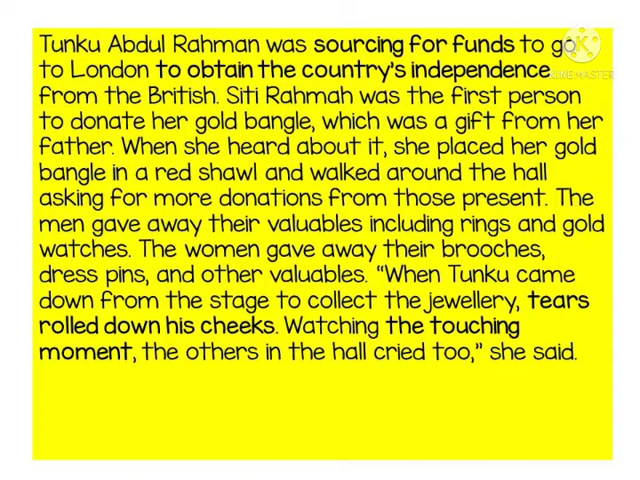 Tunku Abdul Rahman was sourcing for funds to go
to London to obtain the country's independence
from the British. Siti Rahmah was the first person
to donate her gold bangle, which was a gift from her
father. When she heard about it, she placed her gold
bangle in a red shawl and walked around the hall
asking for more donations from those present. The
men gave away their valuables including rings and gold
watches. The women gave away their brooches,
dress pins, and other valuables. "When Tunku came
down from the stage to collect the jewellery, tears
rolled down his cheeks. Watching the touching
moment, the others in the hall cried too," she said.
KINEMASTER